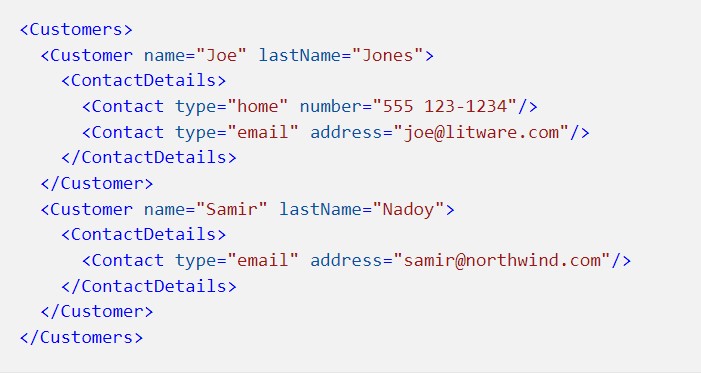 <Customers>
  <Customer name="Joe" lastName="Jones">
    <ContactDetails>
      <Contact type="home" number="555 123-1234"/>
      <Contact type="email" address="joe@litware.com"/>
    </ContactDetails>
  </Customer>
  <Customer name="Samir" lastName="Nadoy">
    <ContactDetails>
      <Contact type="email" address="samir@northwind.com"/>
    </ContactDetails>
  </Customer>
</Customers>